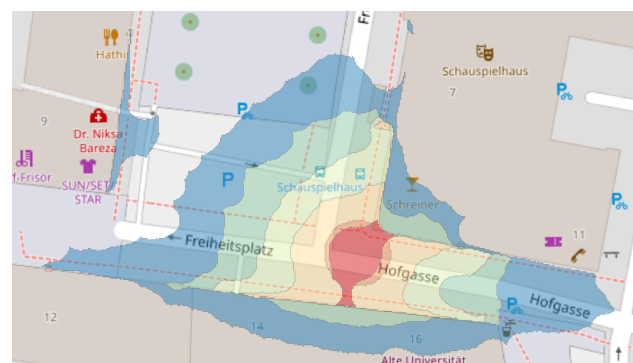 Fr
Hathi
Schauspielhaus
7
9
Dr. Niksa
Bareza
P
f-Frisör
SUN/SET
STAR
P
Schauspielhaus
Schreiner
P
P
11
← Freiheitsplatz
Hofgasse
Hofgasse
P
12
14
16
Alte Universität